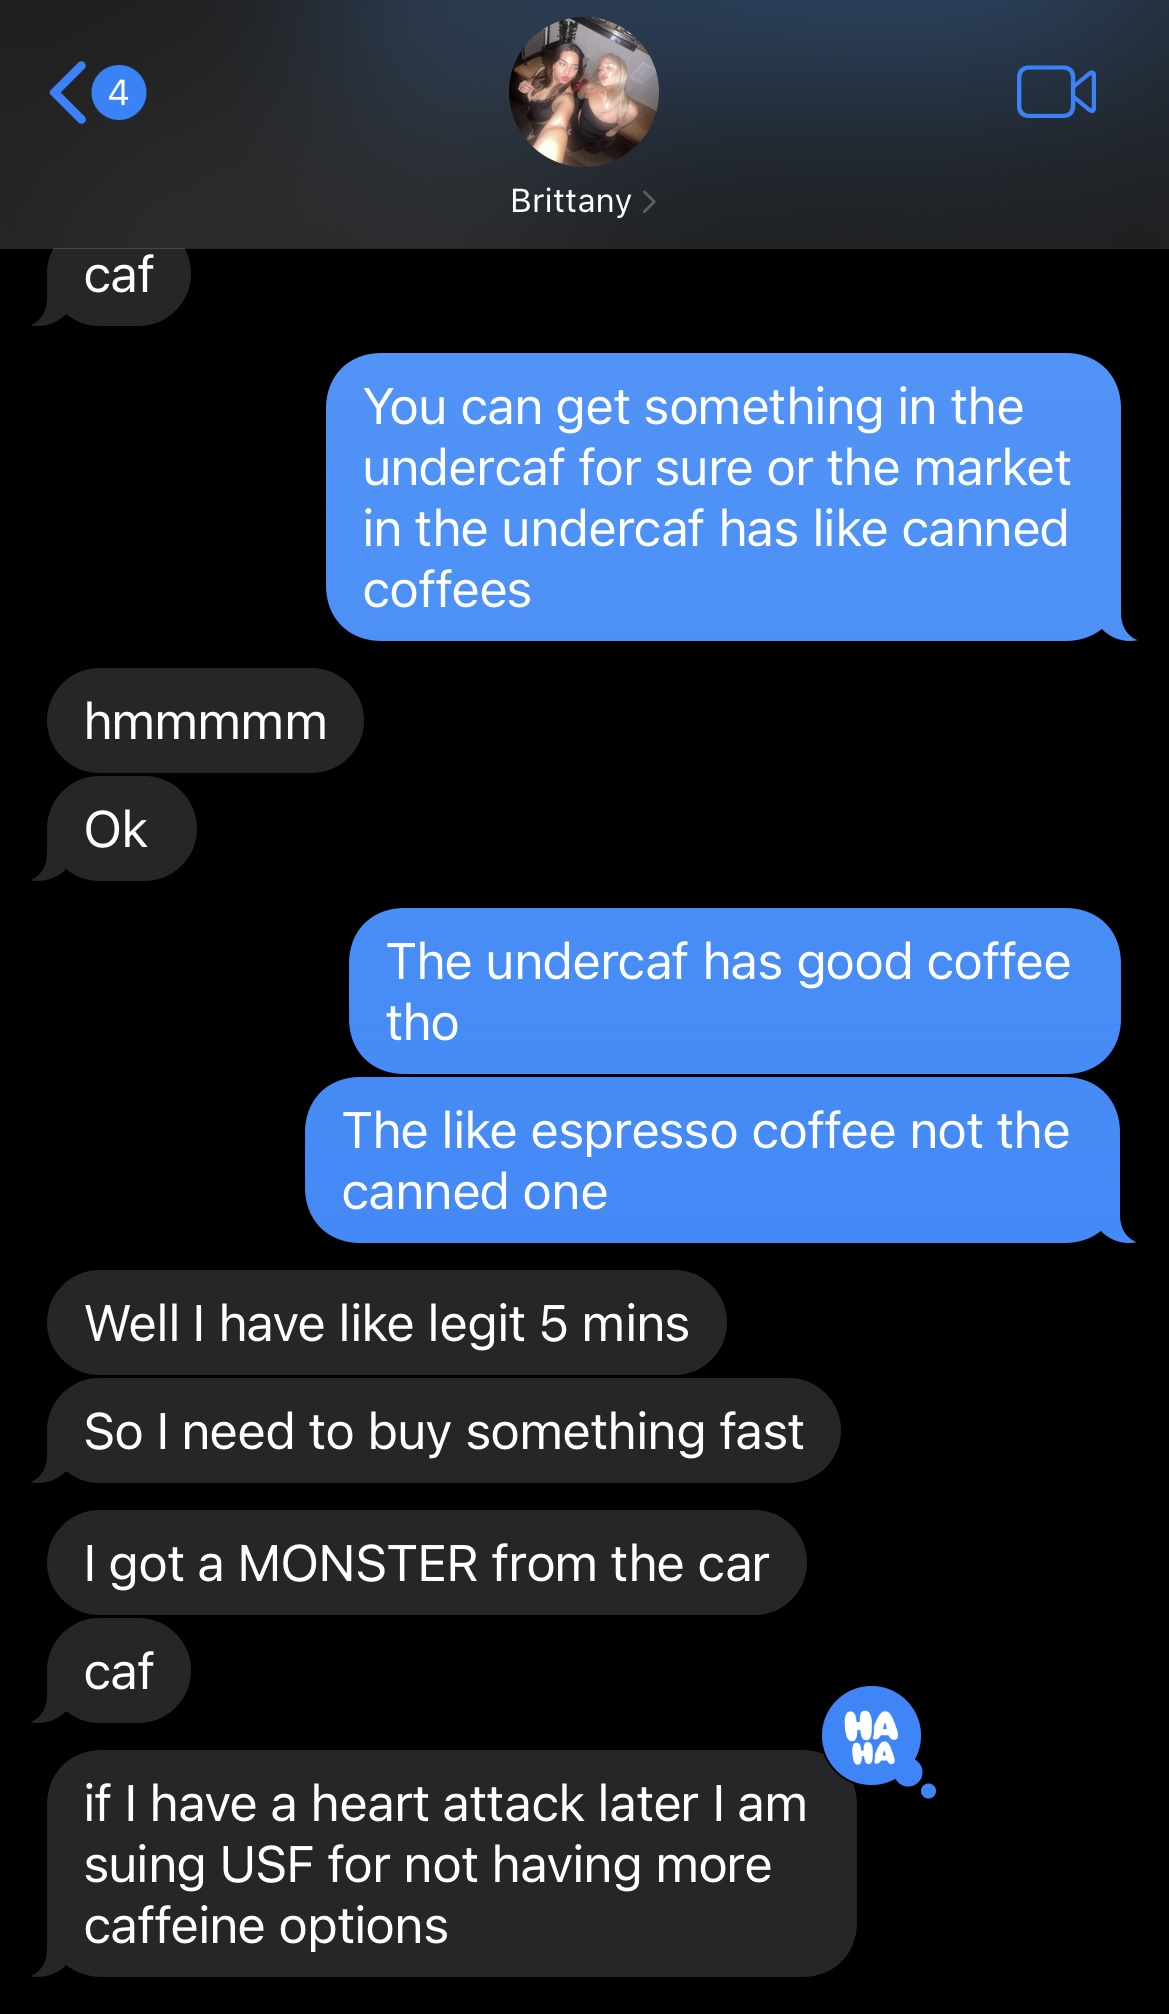 4
Brittany
caf
You can get something in the
undercaf for sure or the market
in the undercaf has like canned
coffees
hmmmmm
Ok
The undercaf has good coffee
tho
The like espresso coffee not the
canned one
Well I have like legit 5 mins
So I need to buy something fast
I got a MONSTER from the car
caf
HA
HA
if I have a heart attack later I am
suing USF for not having more
caffeine options